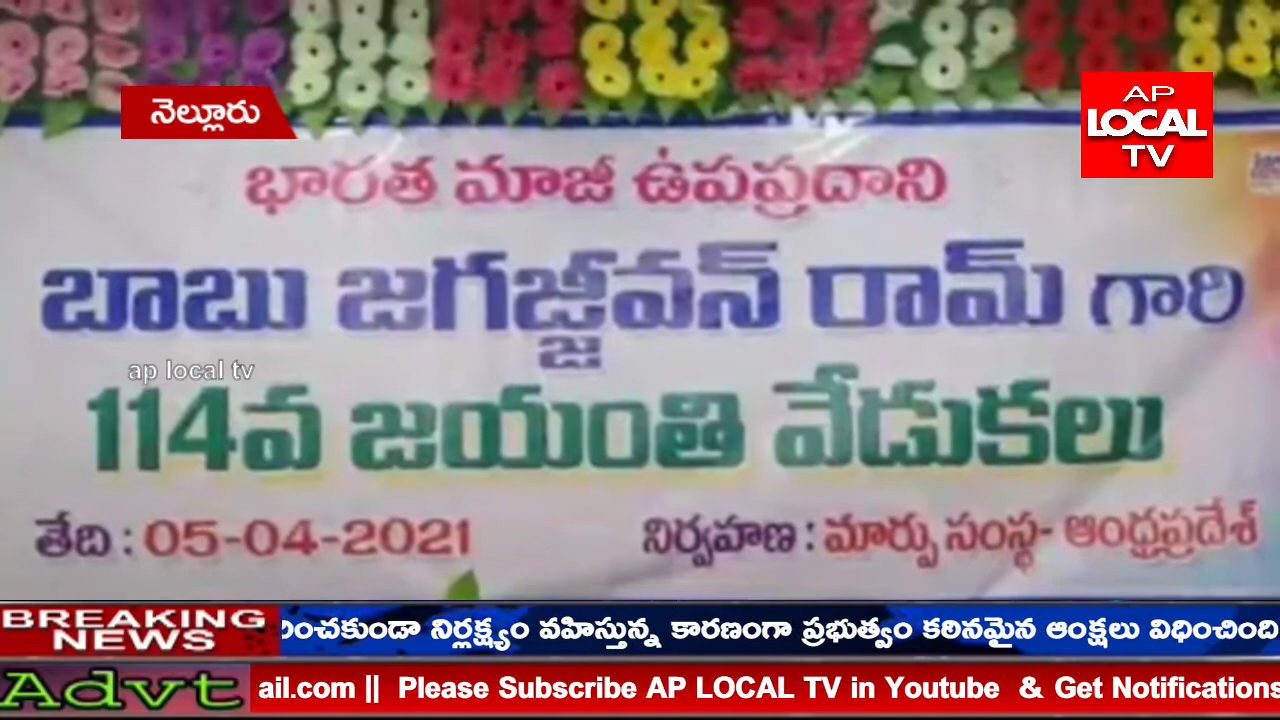 నెల్లూరు
AP
LOCAL
TV
భారత మాజీ ఉపప్రదాని
బాబు జగజ్జీవన్ రామ్ గారి
ap local tv
114వ జయంతి వేడుకలు
తేది : 05-04-2021
నిర్వహణ : మార్పు సంస్థ- ఆంధ్రప్రదేశ్
BREAKING
NEWS
ించకుండా నిర్లక్ష్యం వహిస్తున్న కారణంగా ప్రభుత్వం కఠినమైన ఆంక్షలు విధించింది
Advt
ail.com || Please Subscribe AP LOCAL TV in Youtube & Get Notifications